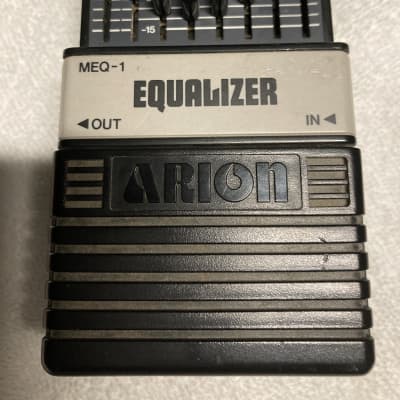 -15
MEQ-1
EQUALIZER
◀OUT
IN◀
ARION